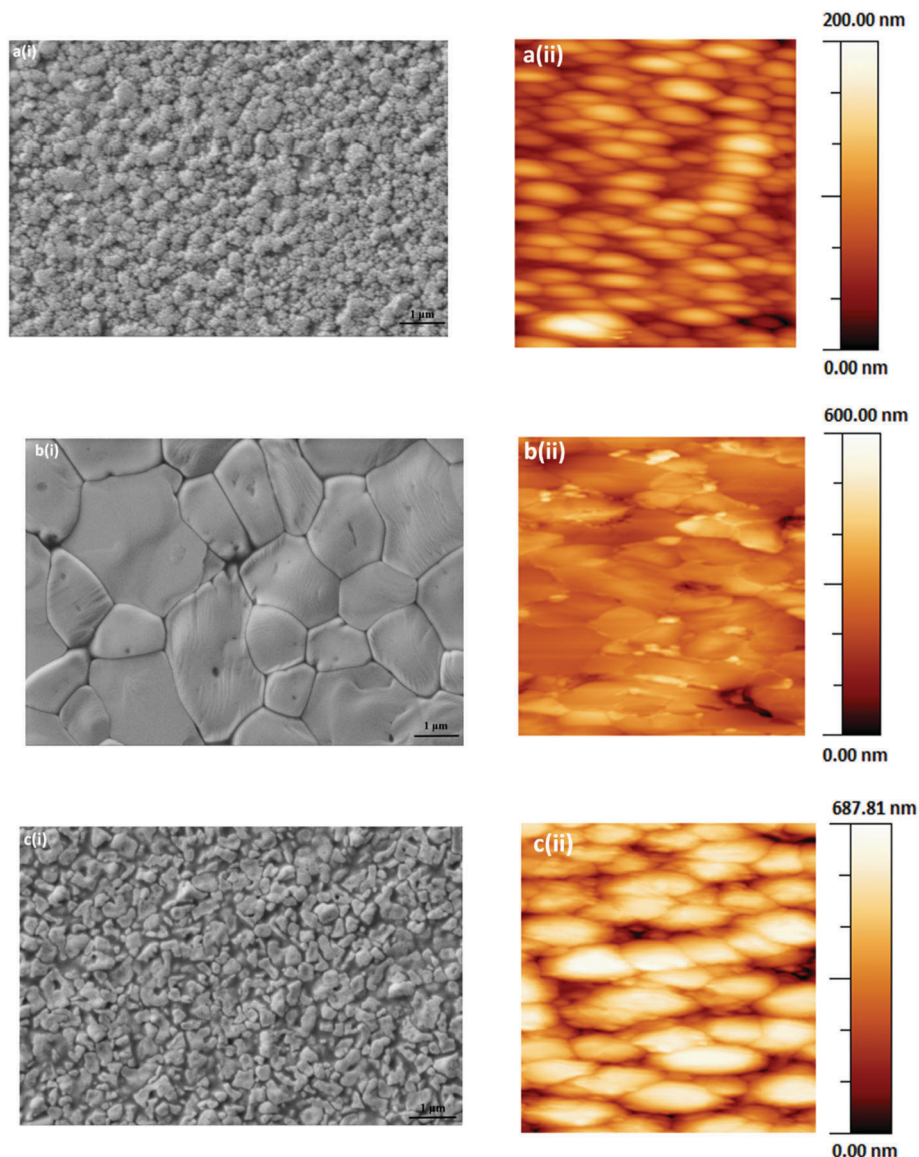 a(i)
1 µm
a(ii)
200.00 nm
0.00 nm
b(i)
1 µm
b(ii)
600.00 nm
0.00 nm
c(i)
1 µm
c(ii)
687.81 nm
0.00 nm